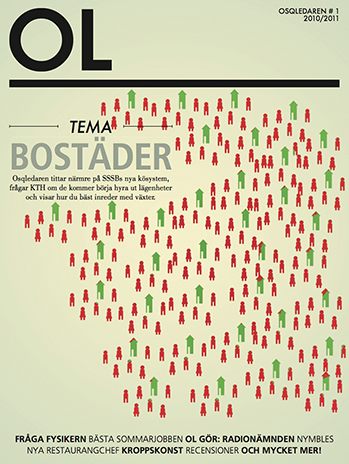 OL
OSQLEDAREN # 1
2010/2011
TEMA
BOSTÄDER
Osqledaren tittar närmre på SSSBs nya kösystem,
frågar KTH om de kommer börja hyra ut lägenheter
och visar hur du bäst inreder med växter.
FRÅGA FYSIKERN BÄSTA SOMMARJOBBEN OL GÖR: RADIONÄMNDEN NYMBLES
NYA RESTAURANGCHEF KROPPSKONST RECENSIONER OCH MYCKET MER!